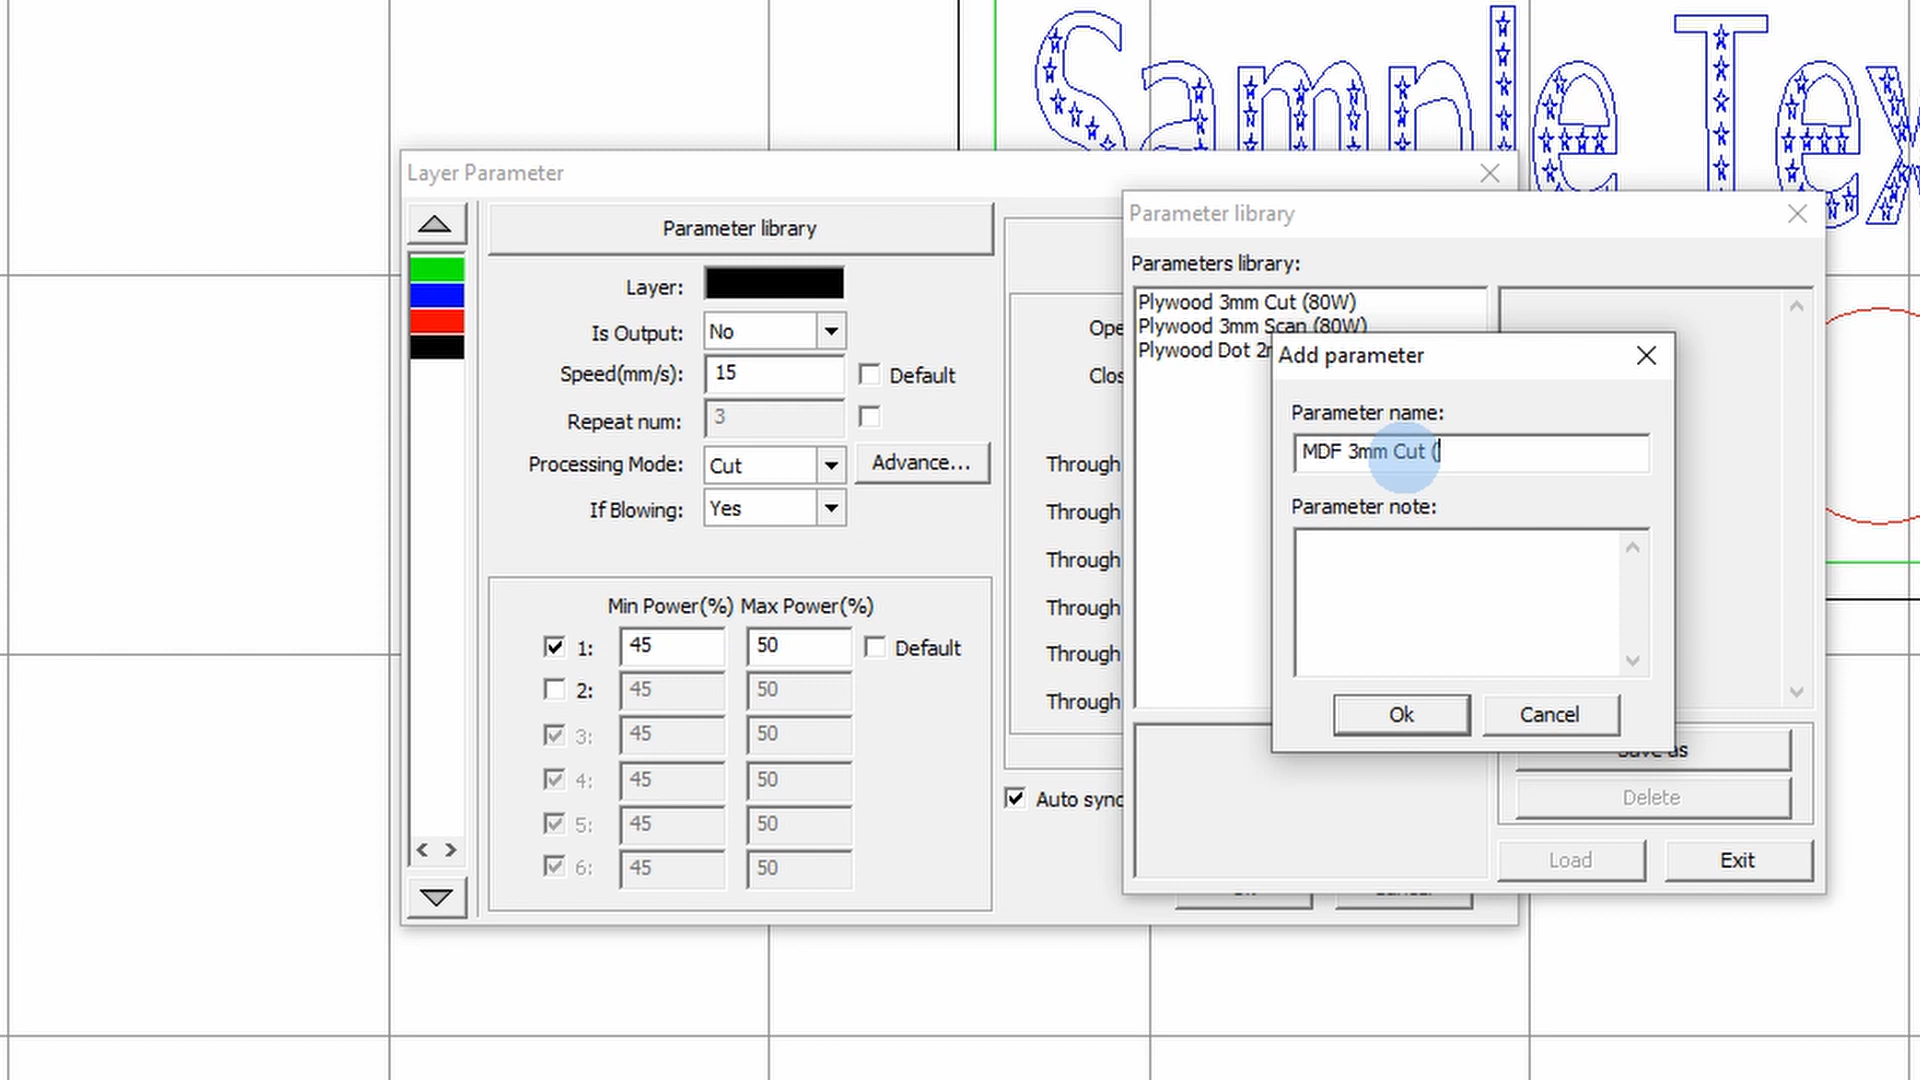 Sample Tex
Layer Parameter
Parameter library
Layer:
Is Output:
No
Speed(mm/s):
15
Default
Repeat num:
3
Processing Mode:
Cut
Advance...
If Blowing:
Yes
Min Power(%) Max Power(%)
1:
45
50
Default
2:
45
50
3:
45
50
4:
45
50
5:
45
50
6:
45
50
Ope
Clos
Through
Through
Through
Through
Through
Through
Auto sync
Parameter library
Parameters library:
Plywood 3mm Cut (80W)
Plywood 3mm Scan (80W)
Plywood Dot 2
Save as
Delete
Load
Exit
Add parameter
Parameter name:
MDF 3mm Cut (
Parameter note:
Ok
Cancel